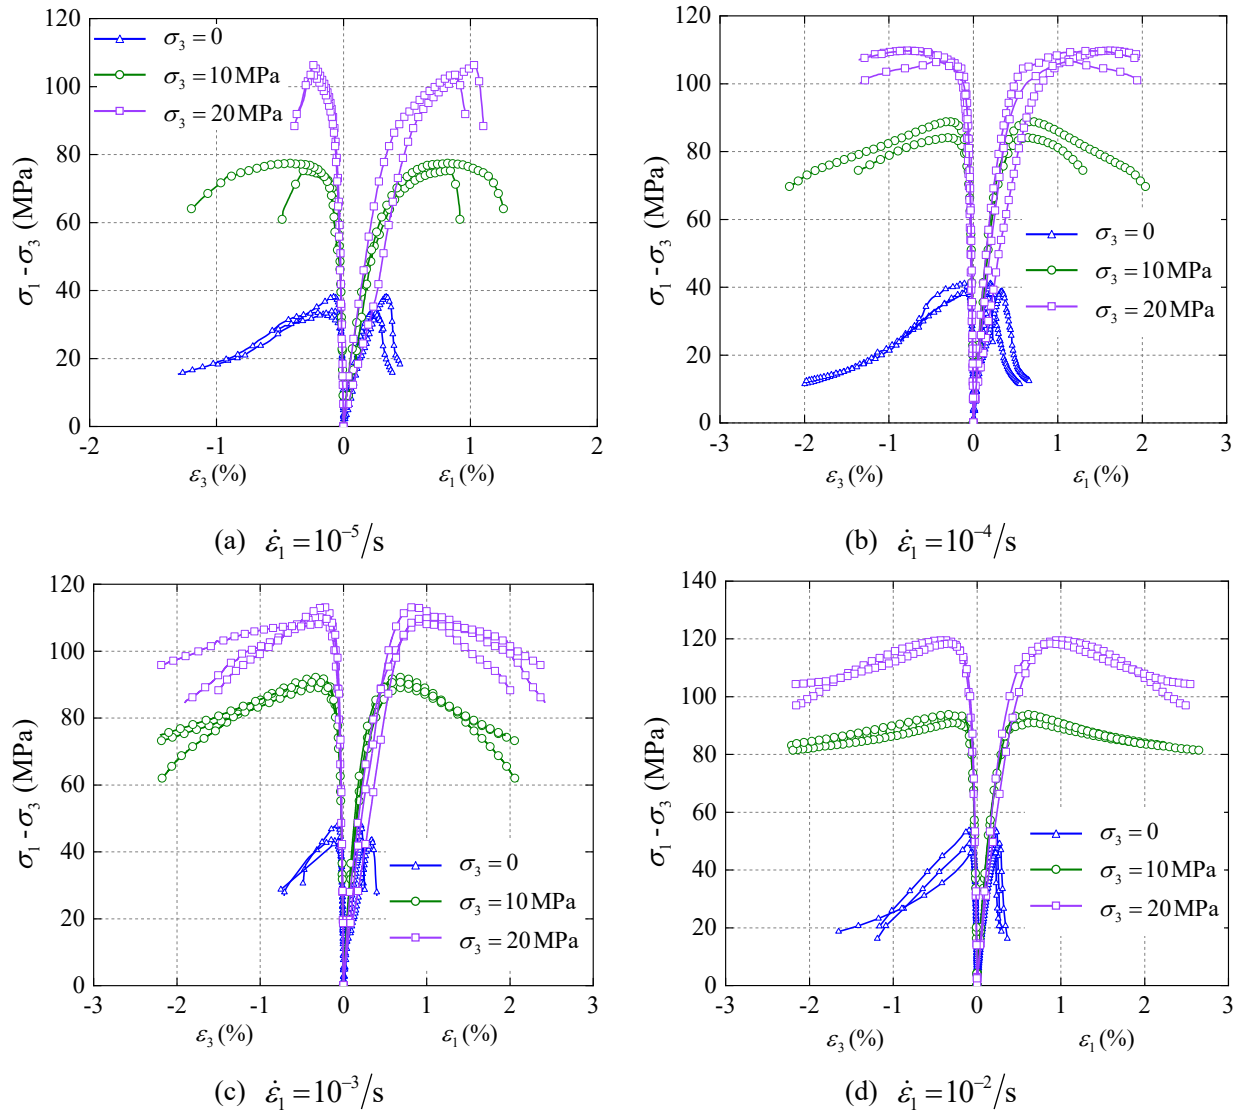 120
100
80
60
40
20
0
σ₁ - σ₃ (MPa)
σ₃ = 0
σ₃ = 10 MPa
σ₃ = 20 MPa
-2 -1 0 1 2
ε₃ (%) ε₁ (%)
(a) ε̇₁ = 10⁻⁵/s
120
100
80
60
40
20
0
σ₁ - σ₃ (MPa)
σ₃ = 0
σ₃ = 10 MPa
σ₃ = 20 MPa
-3 -2 -1 0 1 2 3
ε₃ (%) ε₁ (%)
(b) ε̇₁ = 10⁻⁴/s
120
100
80
60
40
20
0
σ₁ - σ₃ (MPa)
σ₃ = 0
σ₃ = 10 MPa
σ₃ = 20 MPa
-3 -2 -1 0 1 2 3
ε₃ (%) ε₁ (%)
(c) ε̇₁ = 10⁻³/s
140
120
100
80
60
40
20
0
σ₁ - σ₃ (MPa)
σ₃ = 0
σ₃ = 10 MPa
σ₃ = 20 MPa
-3 -2 -1 0 1 2 3
ε₃ (%) ε₁ (%)
(d) ε̇₁ = 10⁻²/s